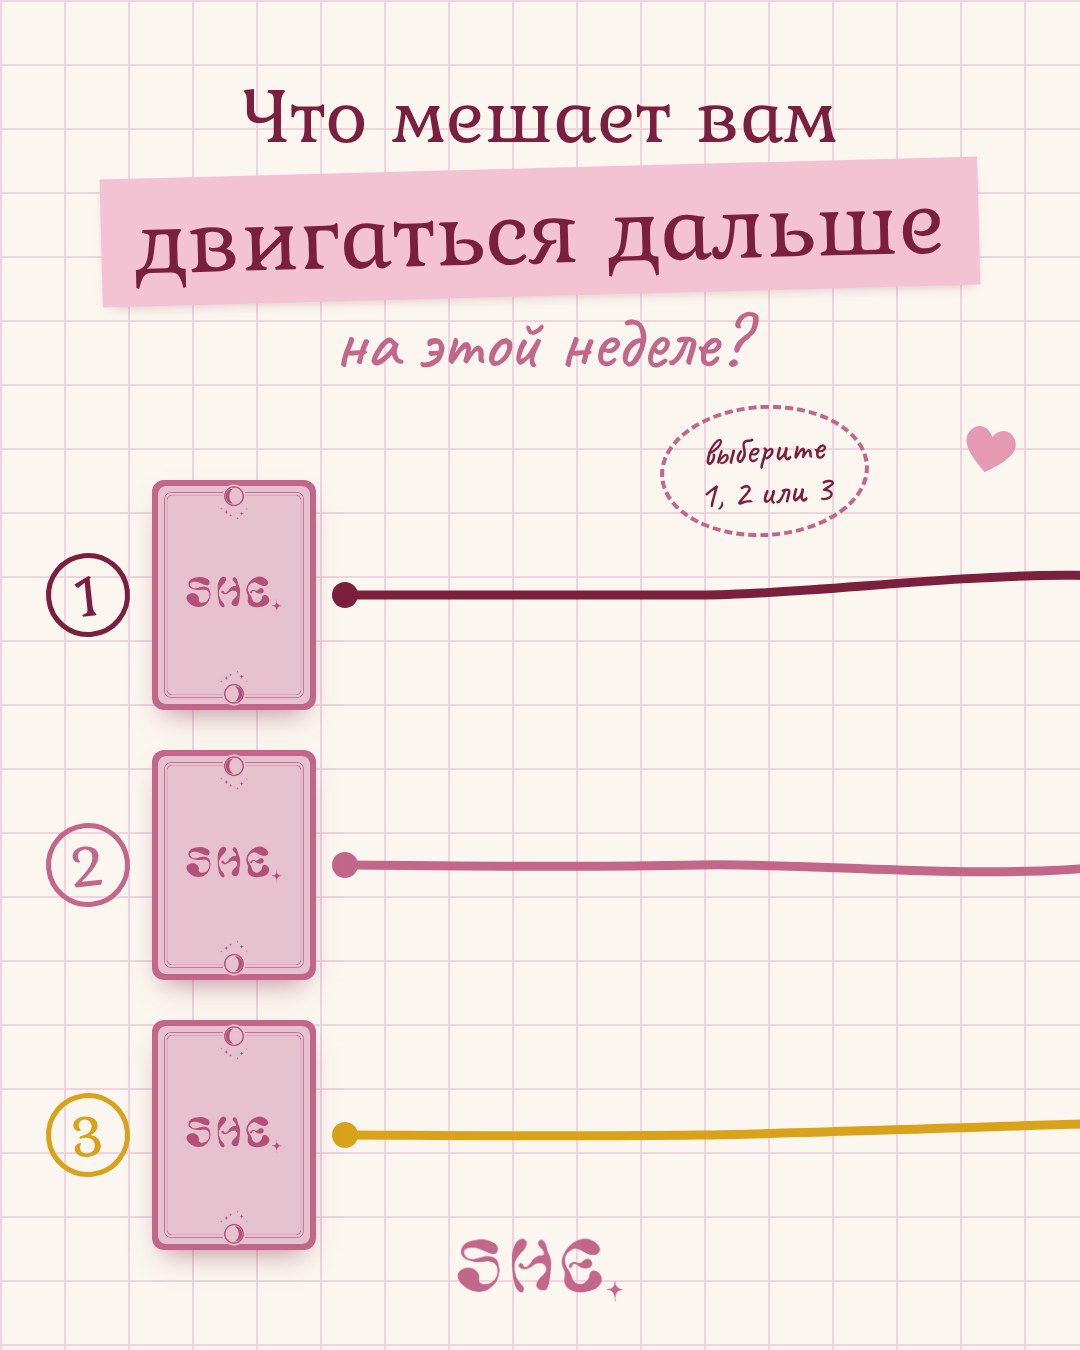 Что мешает вам
двигаться дальше
на этой неделе?
выберите
1, 2 или 3
1
SHE
2
SHE
3
SHE
SHE